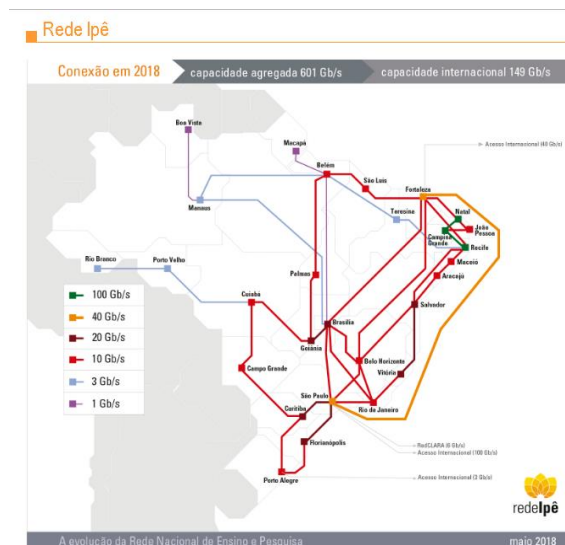 Rede Ipê
Conexão em 2018
capacidade agregada 601 Gb/s
capacidade internacional 149 Gb/s
Boa Vista
Macapá
Acesso Internacional (40 Gb/s)
Belém
São Luís
Fortaleza
Manaus
Teresina
Natal
João
Pessoa
Campina
Grande
Recife
Rio Branco
Porto Velho
Maceió
Palmas
Aracaju
Cuiabá
Salvador
100 Gb/s
40 Gb/s
20 Gb/s
10 Gb/s
3 Gb/s
1 Gb/s
Brasília
Goiânia
Belo Horizonte
Campo Grande
Vitória
São Paulo
Curitiba
Rio de Janeiro
Florianópolis
RedCLARA (6 Gb/s)
Acesso Internacional (100 Gb/s)
Porto Alegre
Acesso Internacional (3 Gb/s)
redeIpê
A evolução da Rede Nacional de Ensino e Pesquisa
maio 2018